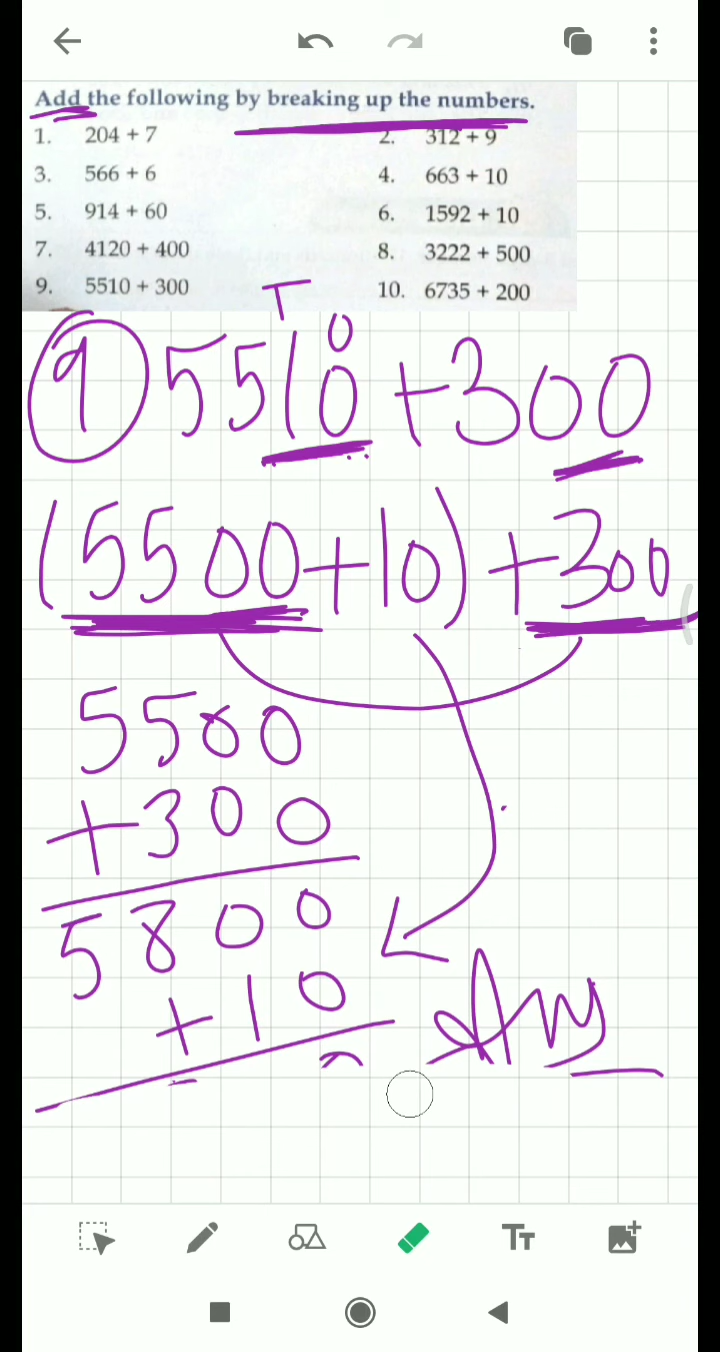 Add the following by breaking up the numbers.
1. 204 + 7 2. 312 + 9
3. 566 + 6 4. 663 + 10
5. 914 + 60 6. 1592 + 10
7. 4120 + 400 8. 3222 + 500
9. 5510 + 300 10. 6735 + 200
T 0
9 5510 + 300
(5500 + 10) + 300
5500
+ 300
5800
+ 10
Ans
Tт